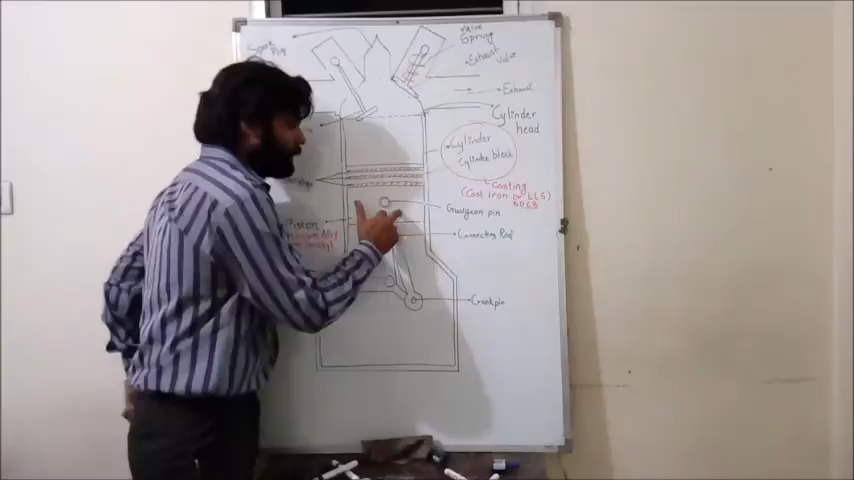 Spark Plug
Valve
Spring
Exhaust Valve
Exhaust
Cylinder
head
Cylinder
Cylinder block
Casting
(Cast Iron or
Gudgeon pin
Piston
Connecting Rod
Crankpin